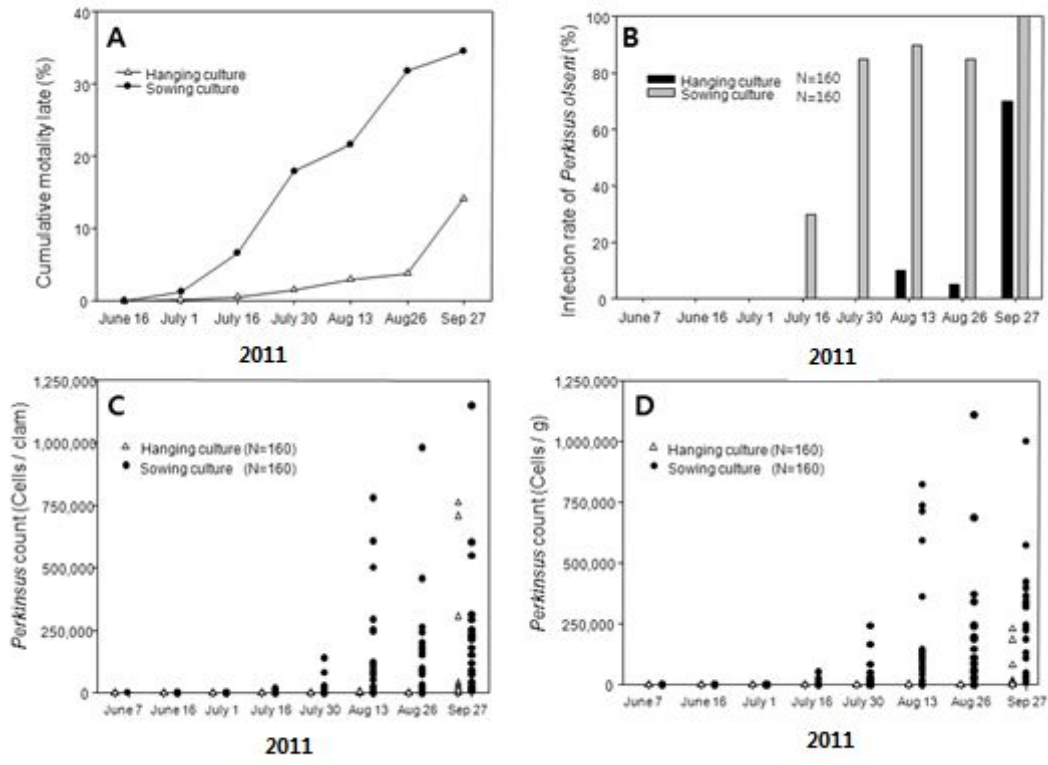 A
Hanging culture
Sowing culture
Cumulative motality late (%)
40
30
20
10
0
June 16 July 1 July 16 July 30 Aug 13 Aug26 Sep 27
2011
B
Hanging culture N=160
Sowing culture N=160
Infection rate of Perkisus olseni (%)
100
80
60
40
20
0
June 7 June 16 July 1 July 16 July 30 Aug 13 Aug 26 Sep 27
2011
C
Hanging culture (N=160)
Sowing culture (N=160)
Perkinsus count (Cells / clam)
1,250,000
1,000,000
750,000
500,000
250,000
0
June 7 June 16 July 1 July 16 July 30 Aug 13 Aug 26 Sep 27
2011
D
Hanging culture (N=160)
Sowing culture (N=160)
Perkinsus count (Cells / g)
1,250,000
1,000,000
750,000
500,000
250,000
0
June 7 June 16 July 1 July 16 July 30 Aug 13 Aug 26 Sep 27
2011